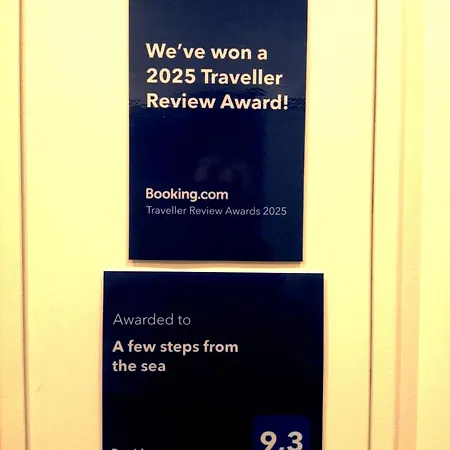 We've won a
2025 Traveller
Review Award!
Booking.com
Traveller Review Awards 2025
Awarded to
A few steps from
the sea
9,3